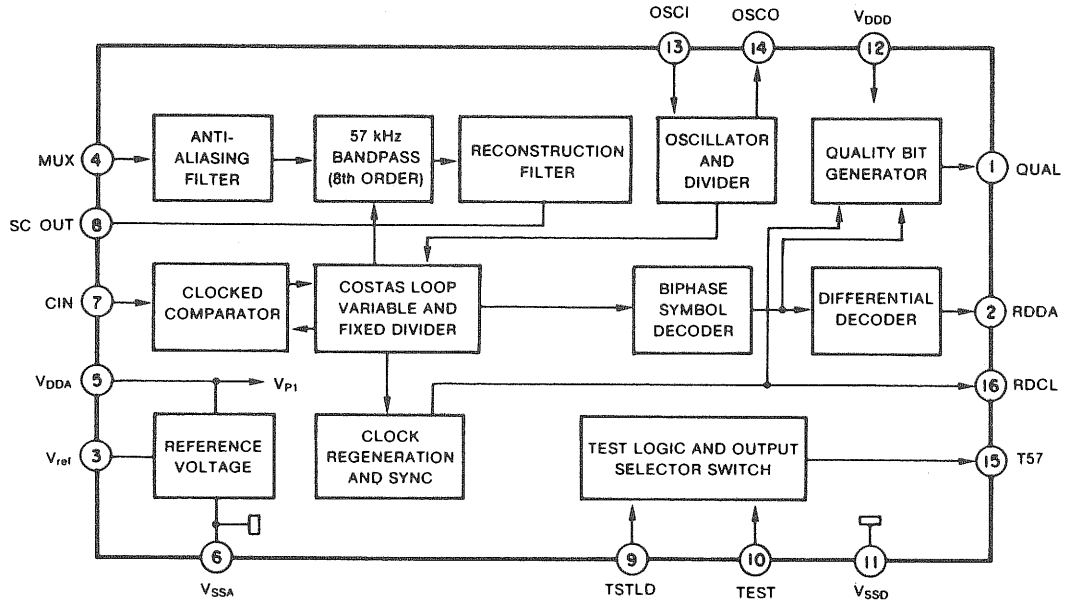 OSCI
OSCO
VDDD
13
14
12
MUX
4
ANTI-
ALIASING
FILTER
57 kHz
BANDPASS
(8th ORDER)
RECONSTRUCTION
FILTER
OSCILLATOR
AND
DIVIDER
QUALITY BIT
GENERATOR
1
QUAL
SC OUT
8
CIN
7
CLOCKED
COMPARATOR
COSTAS LOOP
VARIABLE AND
FIXED DIVIDER
BIPHASE
SYMBOL
DECODER
DIFFERENTIAL
DECODER
2
RDDA
VDDA
5
VP1
16
RDCL
Vref
3
REFERENCE
VOLTAGE
CLOCK
REGENERATION
AND SYNC
TEST LOGIC AND OUTPUT
SELECTOR SWITCH
15
T57
6
9
10
11
VSSA
TSTLD
TEST
VSSD